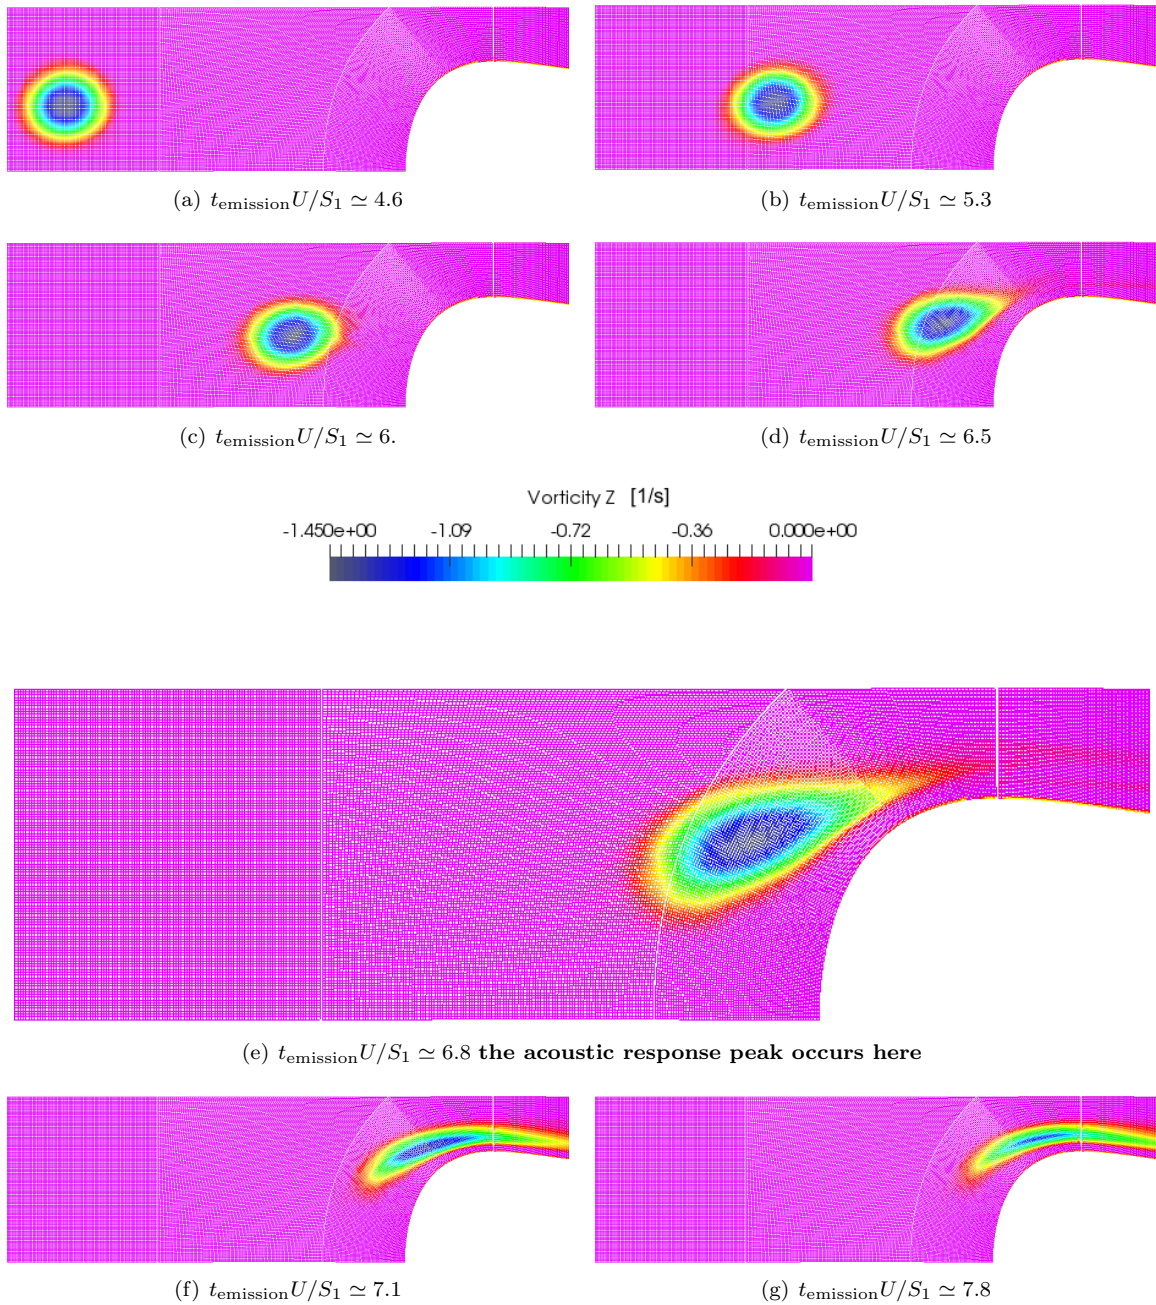 (a) t_emission U/S_1 ≃ 4.6
(b) t_emission U/S_1 ≃ 5.3
(c) t_emission U/S_1 ≃ 6.
(d) t_emission U/S_1 ≃ 6.5
Vorticity Z [1/s]
-1.450e+00 -1.09 -0.72 -0.36 0.000e+00
(e) t_emission U/S_1 ≃ 6.8 the acoustic response peak occurs here
(f) t_emission U/S_1 ≃ 7.1
(g) t_emission U/S_1 ≃ 7.8